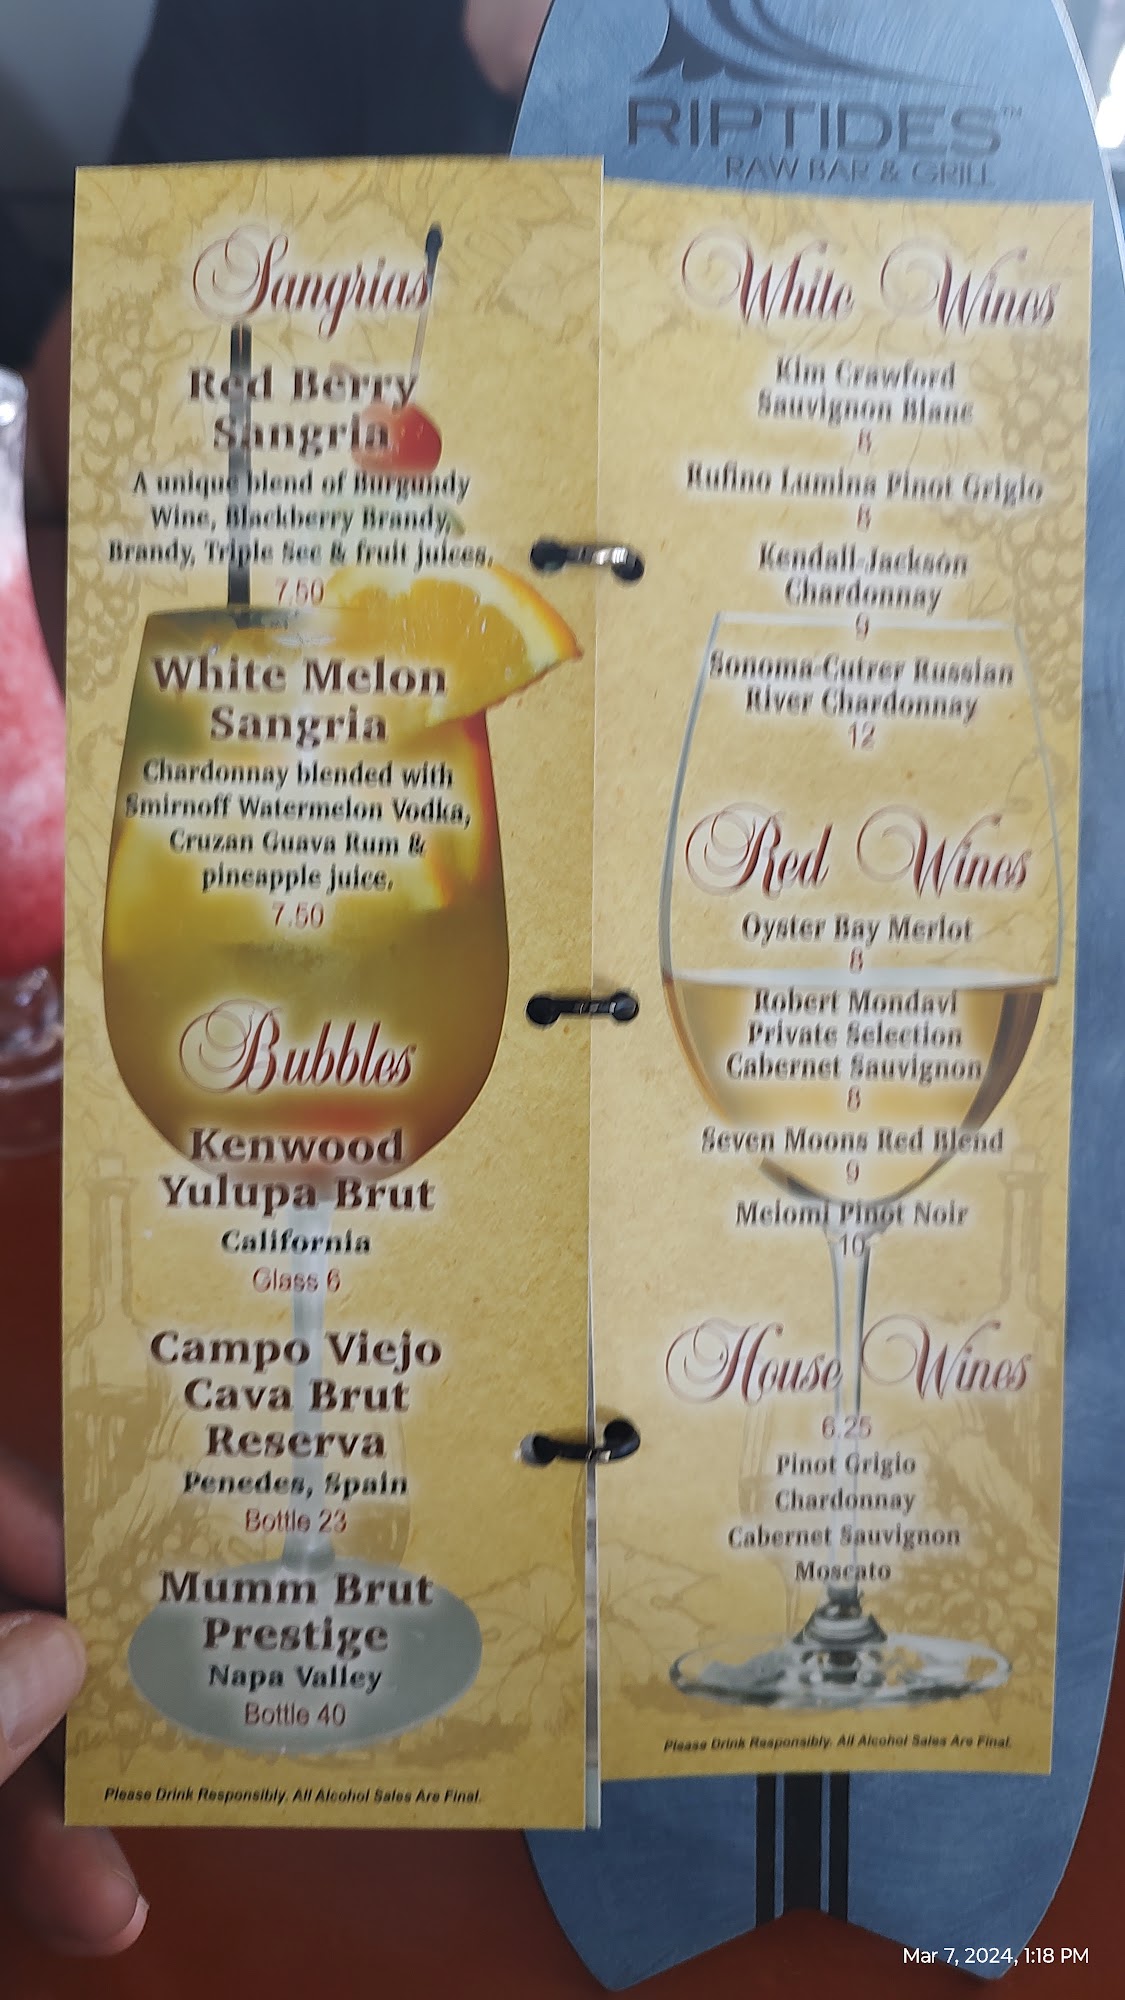 RIPTIDES™
RAW BAR & GRILL
Sangrias
Red Berry
Sangria
A unique blend of Burgundy
Wine, Blackberry Brandy,
Brandy, Triple Sec & fruit juices.
7.50
White Melon
Sangria
Chardonnay blended with
Smirnoff Watermelon Vodka,
Cruzan Guava Rum &
pineapple juice.
7.50
Bubbles
Kenwood
Yulupa Brut
California
Glass 6
Campo Viejo
Cava Brut
Reserva
Penedes, Spain
Bottle 23
Mumm Brut
Prestige
Napa Valley
Bottle 40
Please Drink Responsibly. All Alcohol Sales Are Final.
White Wines
Kim Crawford
Sauvignon Blanc
8
Rufino Lumina Pinot Grigio
8
Kendall-Jackson
Chardonnay
9
Sonoma-Cutrer Russian
River Chardonnay
12
Red Wines
Oyster Bay Merlot
8
Robert Mondavi
Private Selection
Cabernet Sauvignon
8
Seven Moons Red Blend
9
Meiomi Pinot Noir
10
House Wines
6.25
Pinot Grigio
Chardonnay
Cabernet Sauvignon
Moscato
Please Drink Responsibly. All Alcohol Sales Are Final.
Mar 7, 2024, 1:18 PM